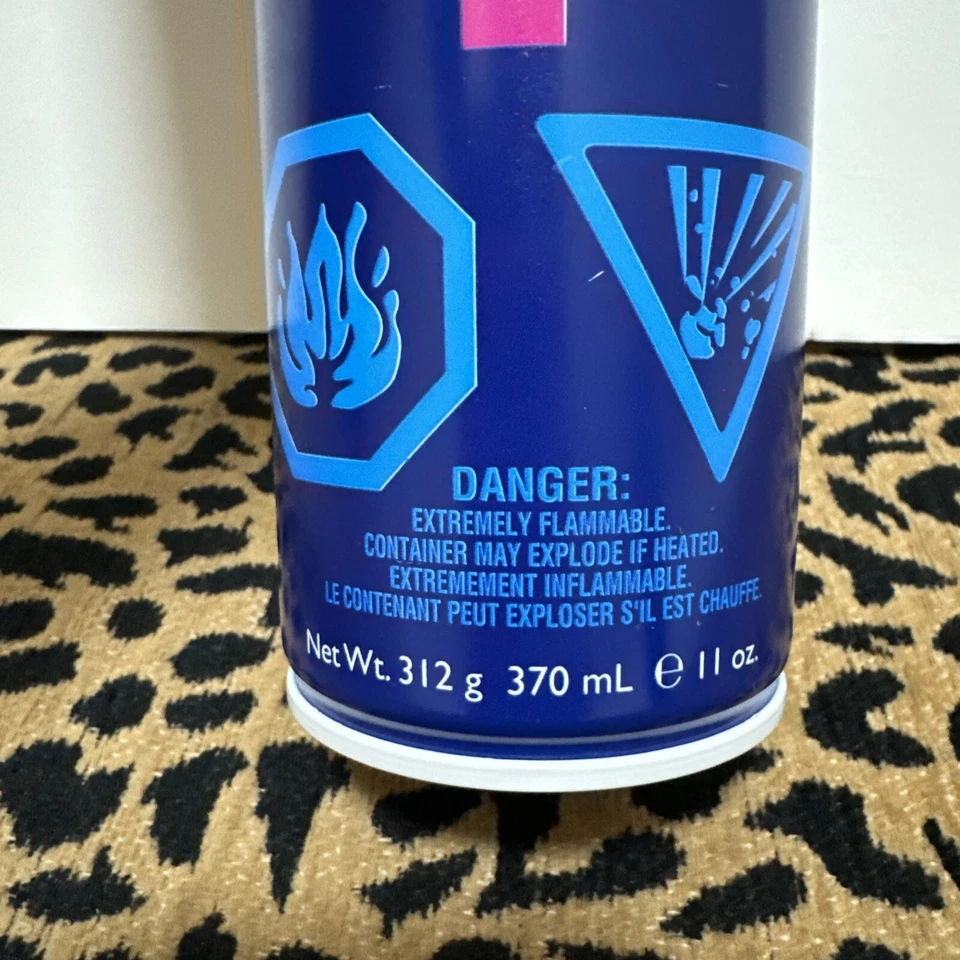 DANGER:
EXTREMELY FLAMMABLE.
CONTAINER MAY EXPLODE IF HEATED.
EXTREMEMENT INFLAMMABLE.
LE CONTENANT PEUT EXPLOSER S'IL EST CHAUFFE.
Net Wt. 312 g 370 mL ℮ 11 oz.